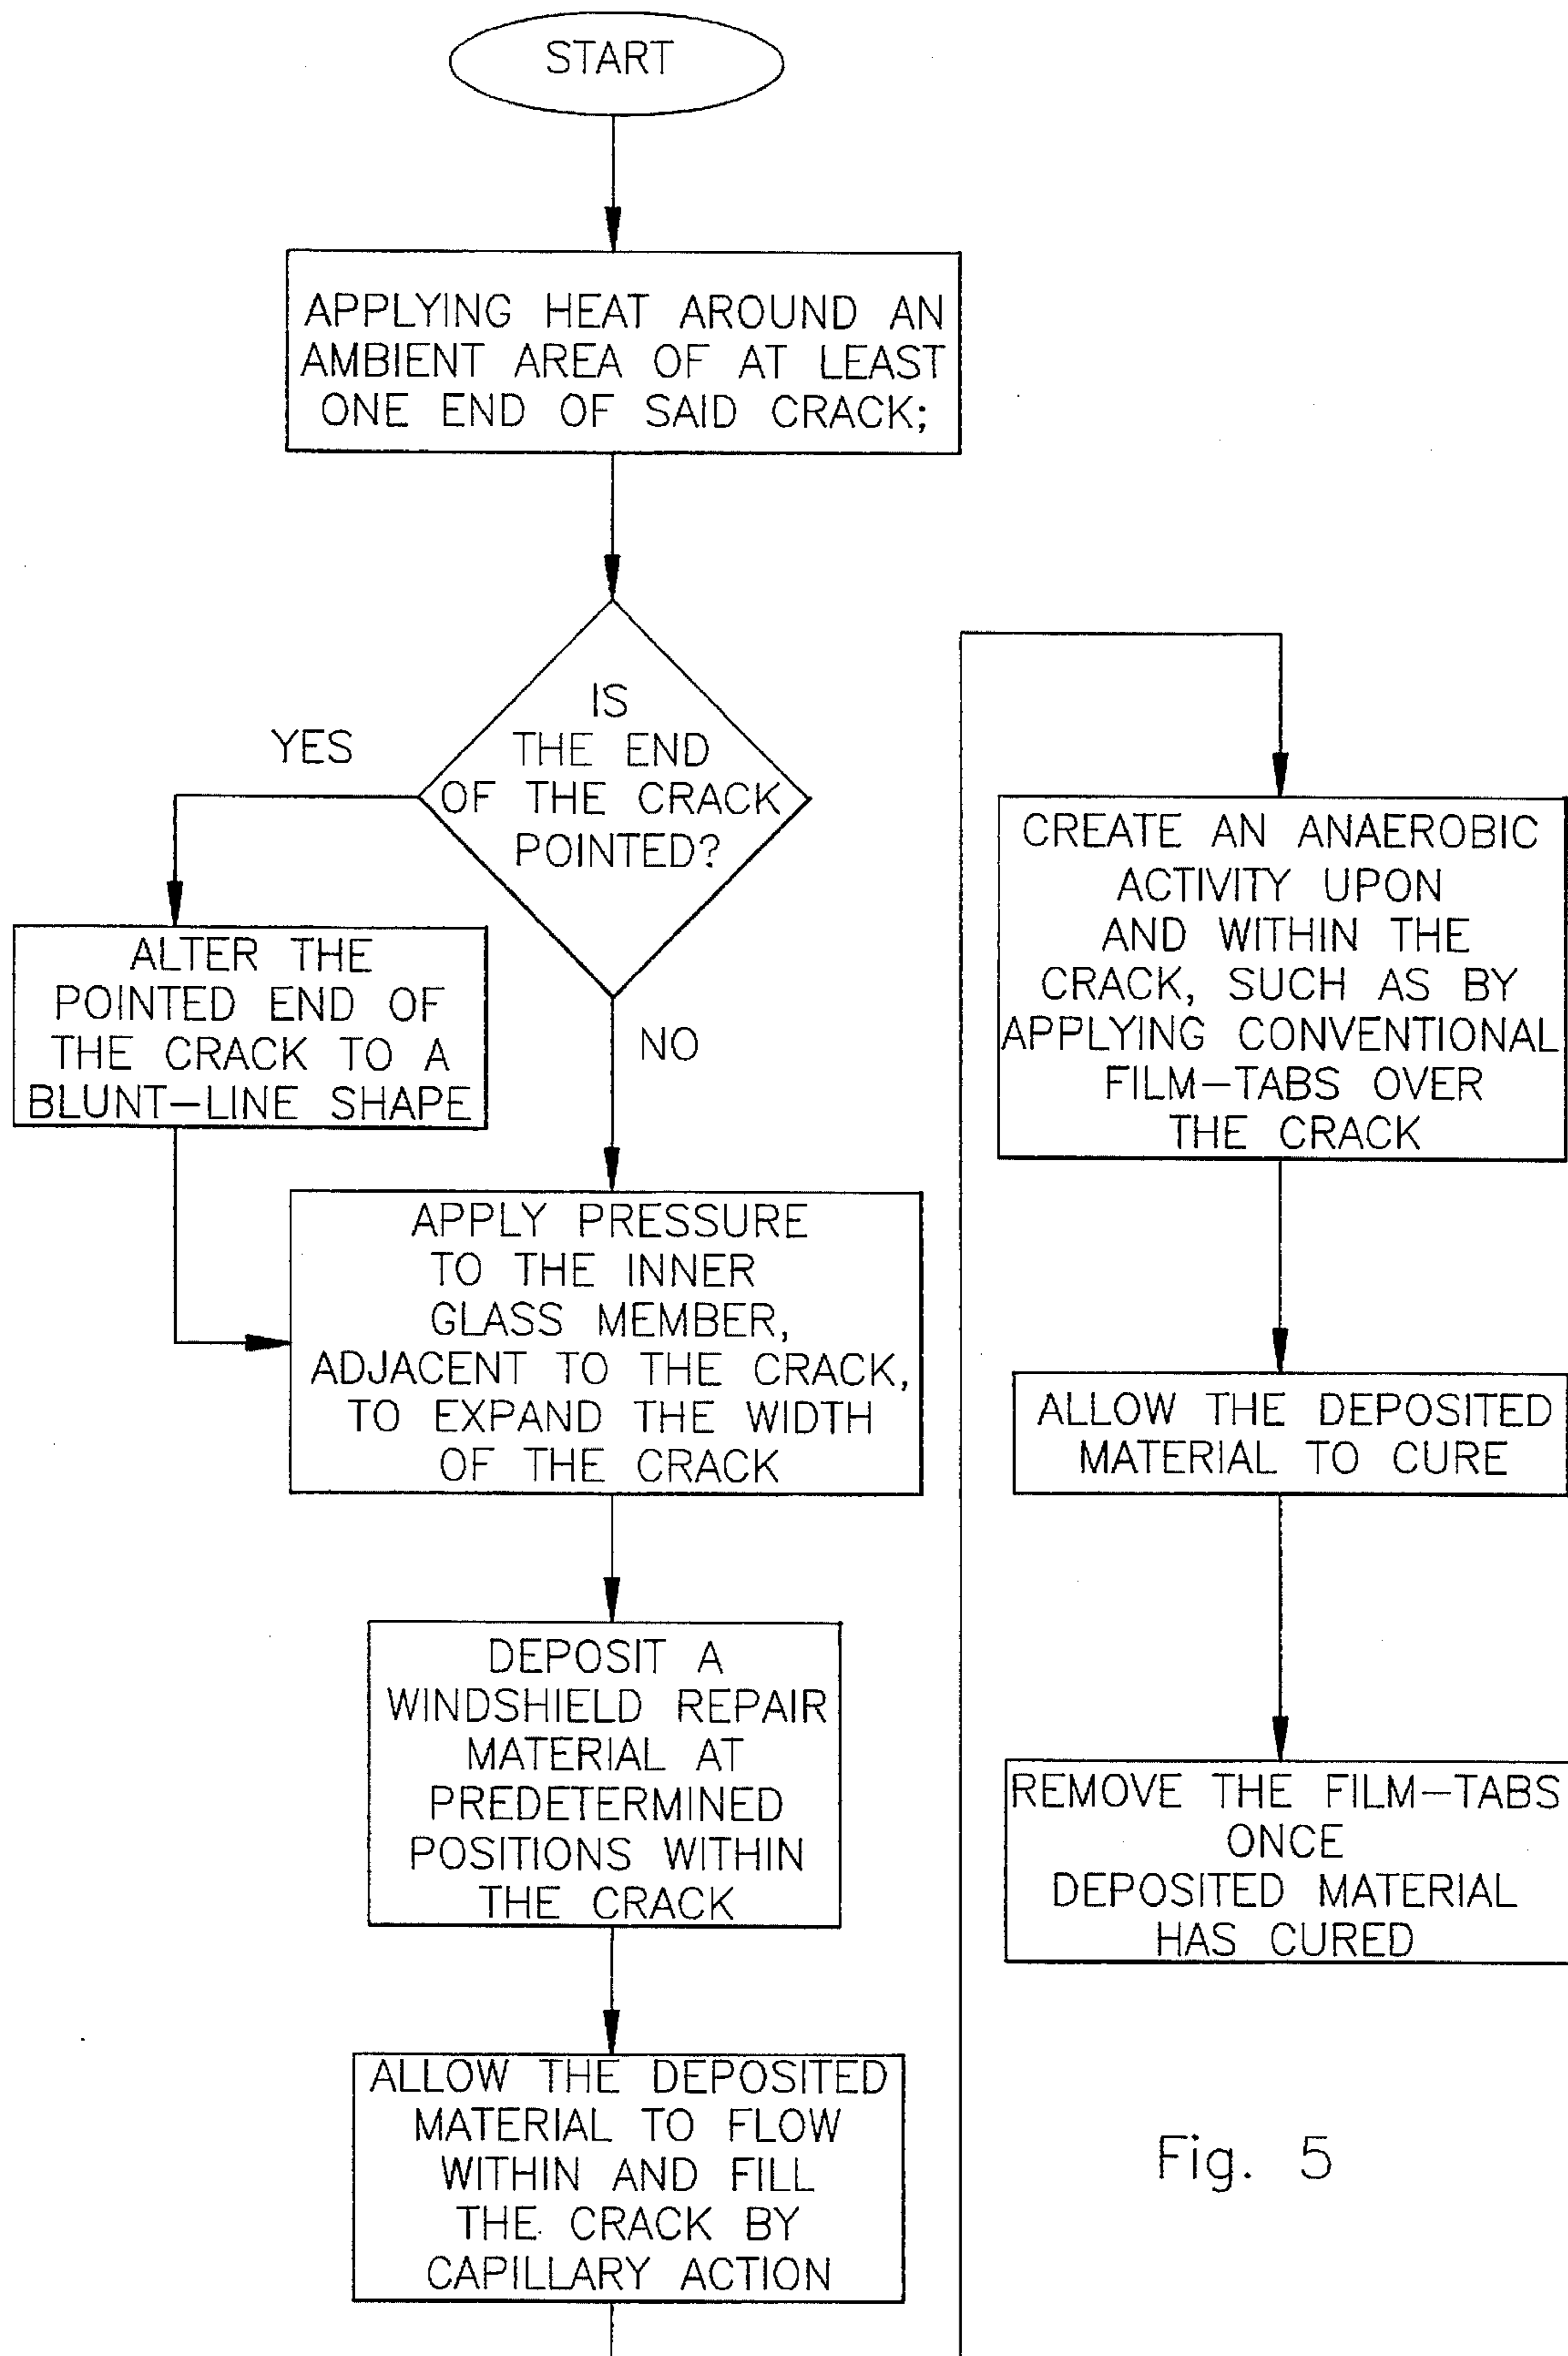 START
APPLYING HEAT AROUND AN
AMBIENT AREA OF AT LEAST
ONE END OF SAID CRACK;
IS
THE END
OF THE CRACK
POINTED?
YES
NO
ALTER THE
POINTED END OF
THE CRACK TO A
BLUNT–LINE SHAPE
APPLY PRESSURE
TO THE INNER
GLASS MEMBER,
ADJACENT TO THE CRACK,
TO EXPAND THE WIDTH
OF THE CRACK
DEPOSIT A
WINDSHIELD REPAIR
MATERIAL AT
PREDETERMINED
POSITIONS WITHIN
THE CRACK
ALLOW THE DEPOSITED
MATERIAL TO FLOW
WITHIN AND FILL
THE CRACK BY
CAPILLARY ACTION
CREATE AN ANAEROBIC
ACTIVITY UPON
AND WITHIN THE
CRACK, SUCH AS BY
APPLYING CONVENTIONAL
FILM–TABS OVER
THE CRACK
ALLOW THE DEPOSITED
MATERIAL TO CURE
REMOVE THE FILM–TABS
ONCE
DEPOSITED MATERIAL
HAS CURED
Fig. 5